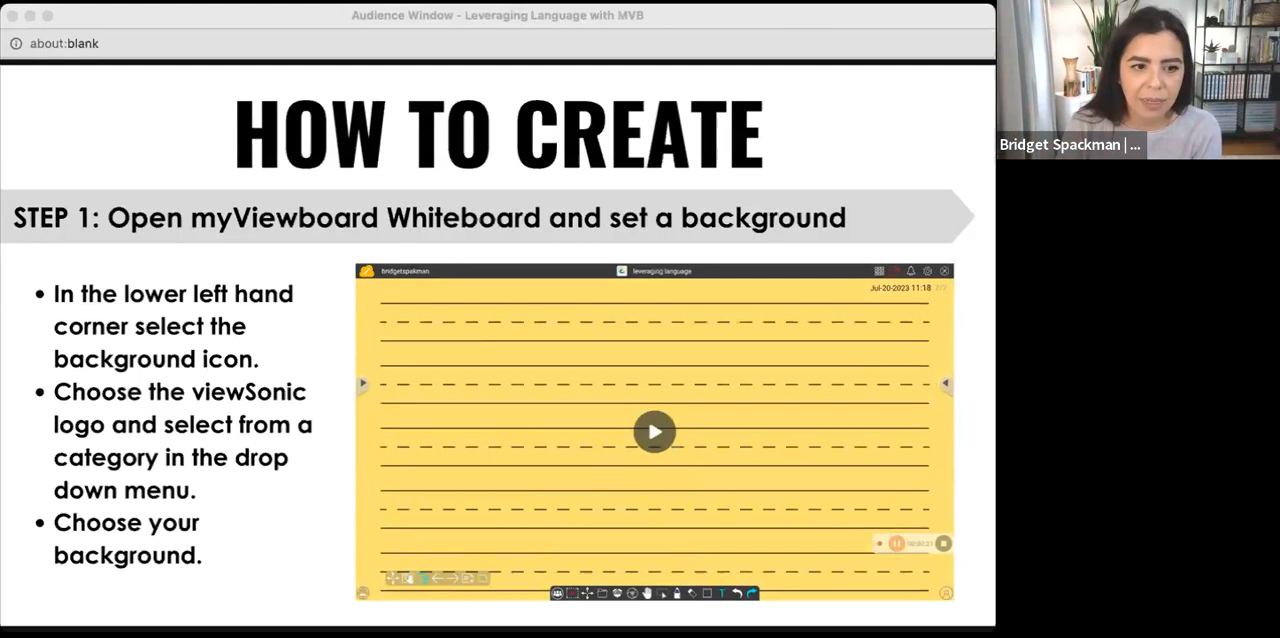 Audience Window - Leveraging Language with MVB
about:blank
HOW TO CREATE
STEP 1: Open myViewboard Whiteboard and set a background
• In the lower left hand
corner select the
background icon.
• Choose the viewSonic
logo and select from a
category in the drop
down menu.
• Choose your
background.
bridgetspakman
leveraging language
Jul-20-2023 11:18
Bridget Spackman | ...